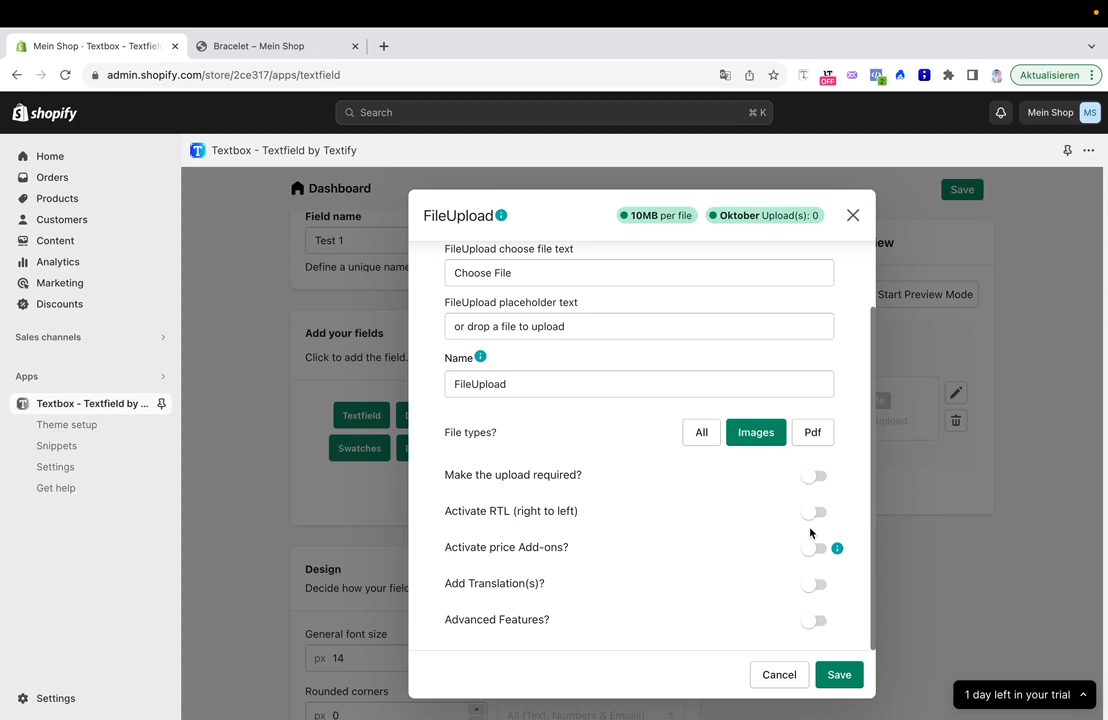 Mein Shop · Textbox - Textfiel
Bracelet – Mein Shop
admin.shopify.com/store/2ce317/apps/textfield
OFF
2
Aktualisieren
shopify
Search
⌘ K
Mein Shop
MS
Home
Orders
Products
Customers
Content
Analytics
Marketing
Discounts
Sales channels
Apps
Textbox - Textfield by ...
Theme setup
Snippets
Settings
Get help
Settings
Textbox - Textfield by Textify
Dashboard
Save
Field name
Test 1
Define a unique name
Add your fields
Click to add the field.
Textfield
Swatches
Design
Decide how your field
General font size
px 14
Rounded corners
px 0
All (Text, Numbers & Emojis)
ew
Start Preview Mode
ile
upload
FileUpload
10MB per file
Oktober Upload(s): 0
FileUpload choose file text
Choose File
FileUpload placeholder text
or drop a file to upload
Name
FileUpload
File types?
All
Images
Pdf
Make the upload required?
Activate RTL (right to left)
Activate price Add-ons?
Add Translation(s)?
Advanced Features?
Cancel
Save
1 day left in your trial